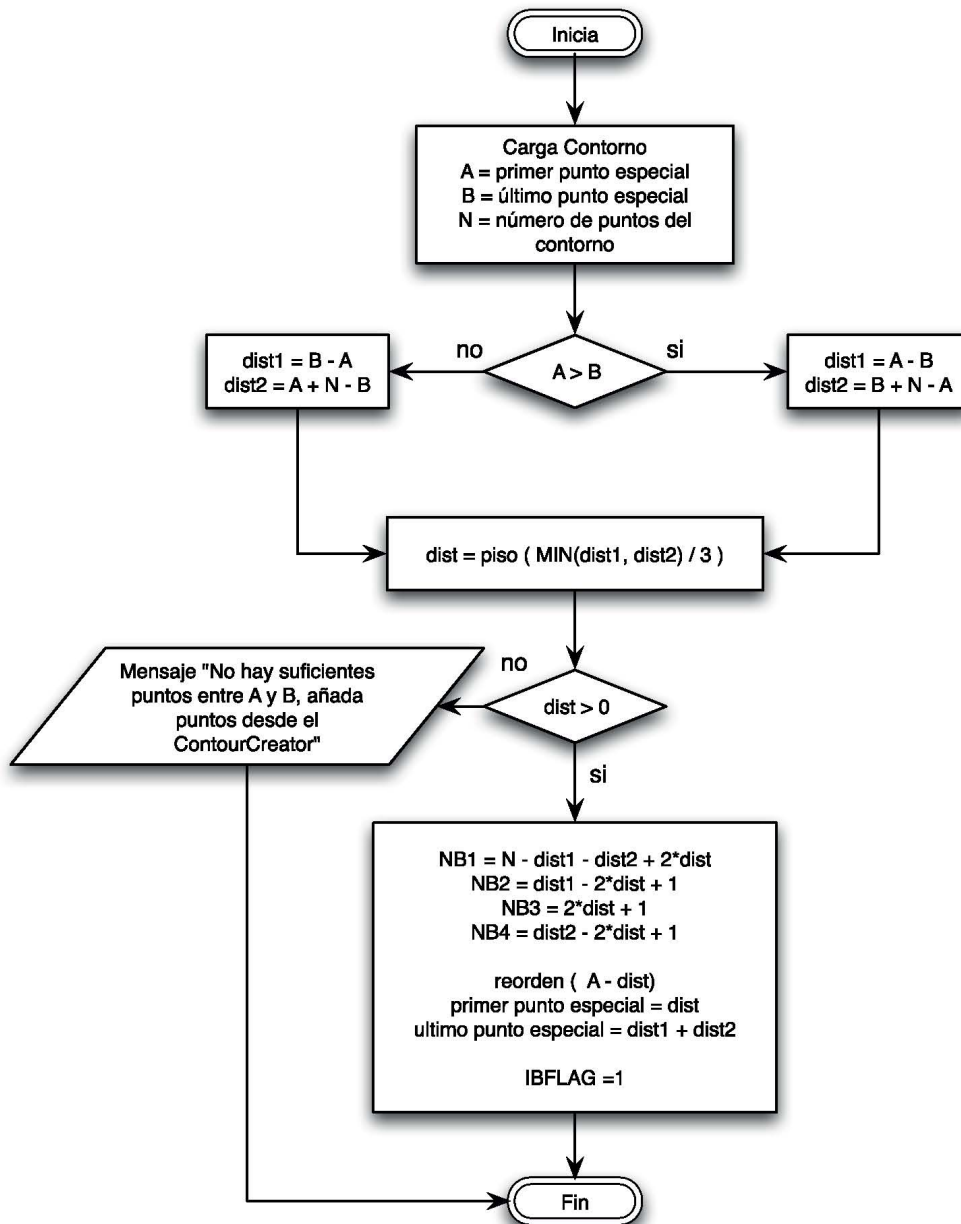 Inicia
Carga Contorno
A = primer punto especial
B = último punto especial
N = número de puntos del
contorno
no
A > B
si
dist1 = B - A
dist2 = A + N - B
dist1 = A - B
dist2 = B + N - A
dist = piso ( MIN(dist1, dist2) / 3 )
no
dist > 0
si
Mensaje "No hay suficientes
puntos entre A y B, añada
puntos desde el
ContourCreator"
NB1 = N - dist1 - dist2 + 2*dist
NB2 = dist1 - 2*dist + 1
NB3 = 2*dist + 1
NB4 = dist2 - 2*dist + 1
reorden (  A - dist)
primer punto especial = dist
ultimo punto especial = dist1 + dist2
IBFLAG =1
Fin